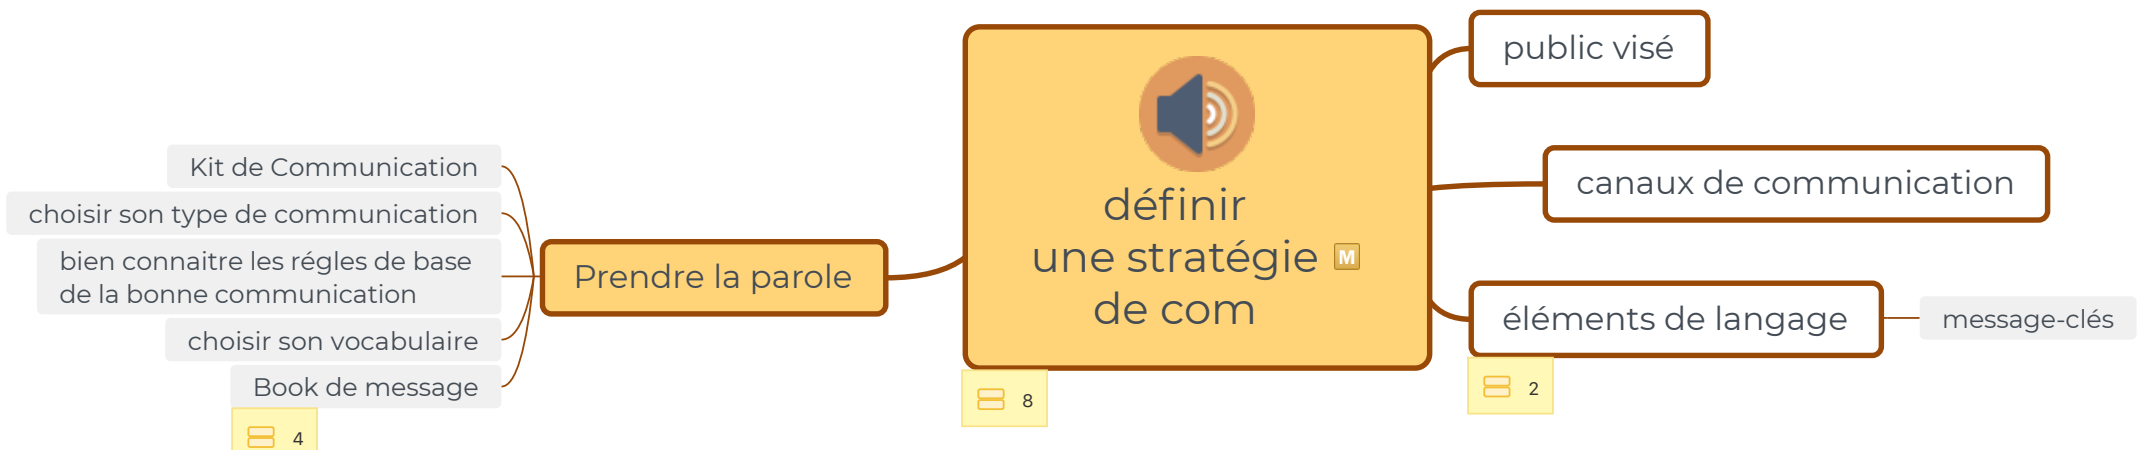 Kit de Communication
choisir son type de communication
bien connaitre les régles de base
de la bonne communication
choisir son vocabulaire
Book de message
4
Prendre la parole
définir
une stratégie M
de com
8
public visé
canaux de communication
éléments de langage
2
message-clés